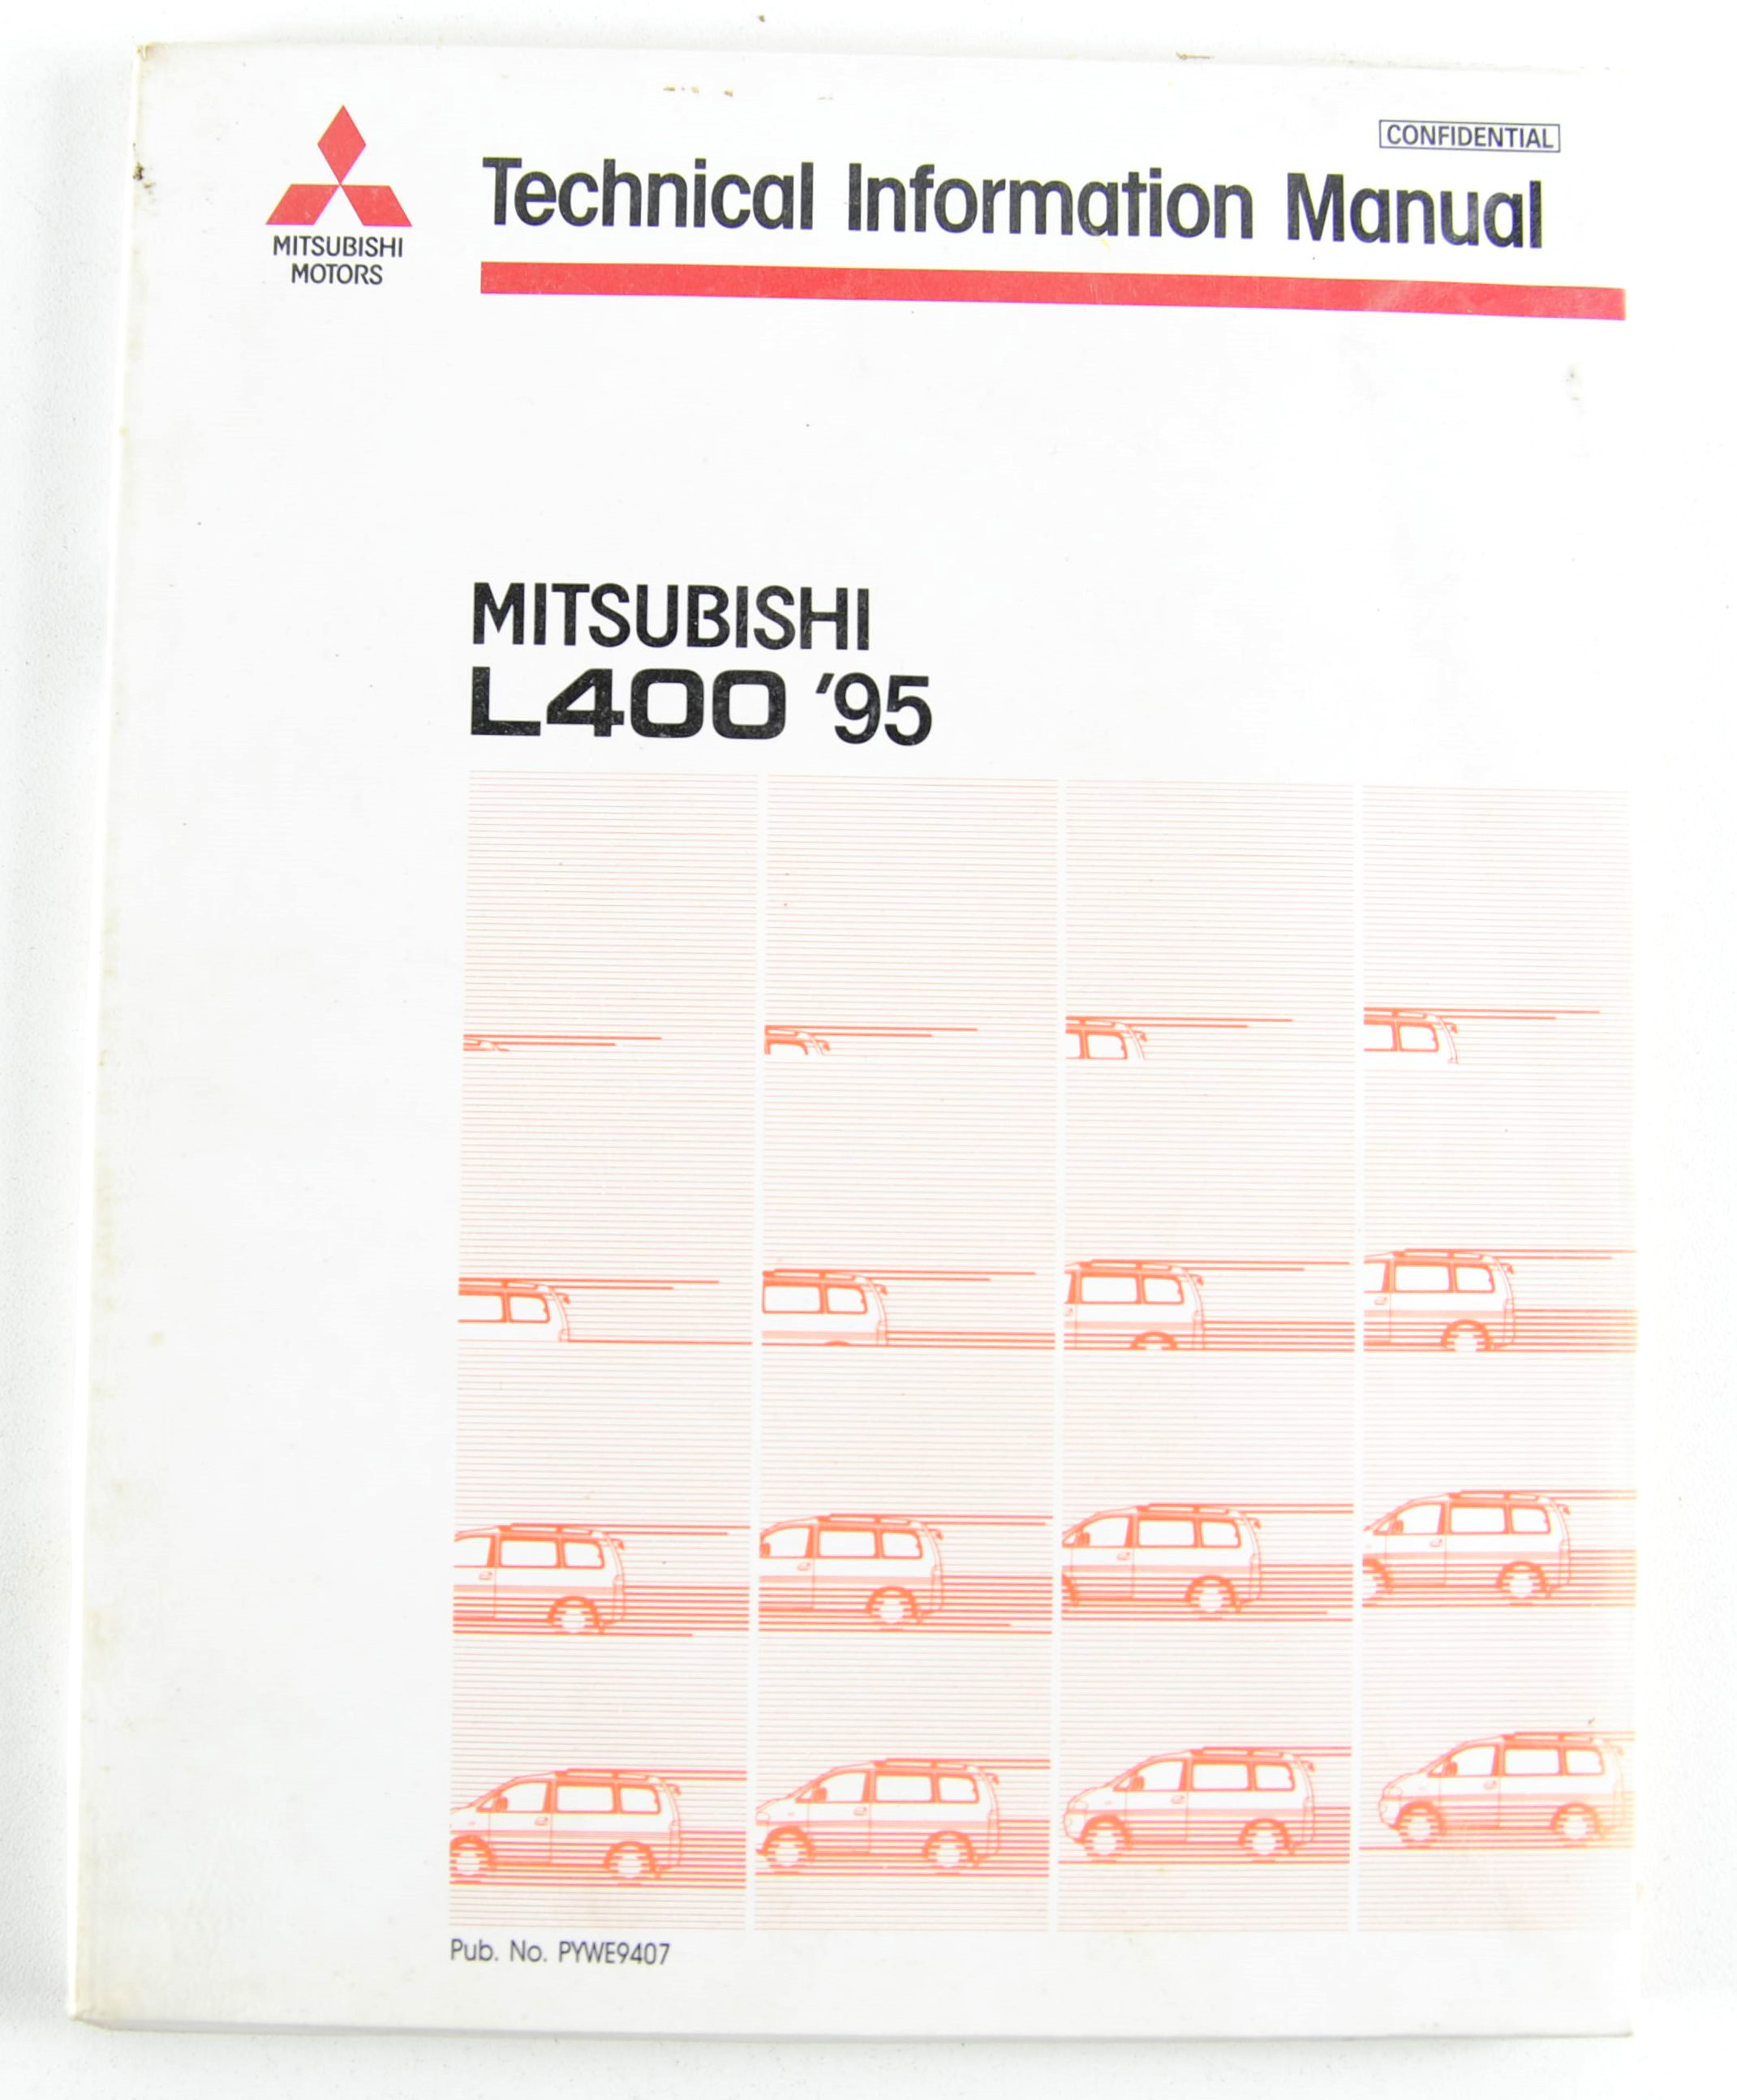 CONFIDENTIAL
Technical Information Manual
MITSUBISHI
MOTORS
MITSUBISHI
L400 '95
Pub. No. PYWE9407